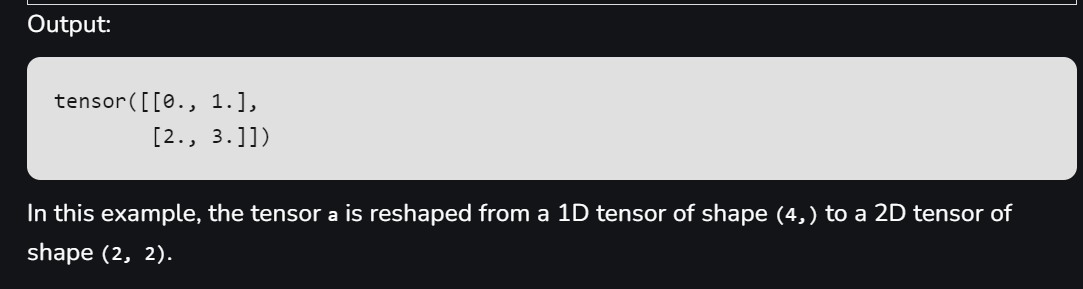 Output:
tensor([[0., 1.],
        [2., 3.]])
In this example, the tensor a is reshaped from a 1D tensor of shape (4,) to a 2D tensor of
shape (2, 2).